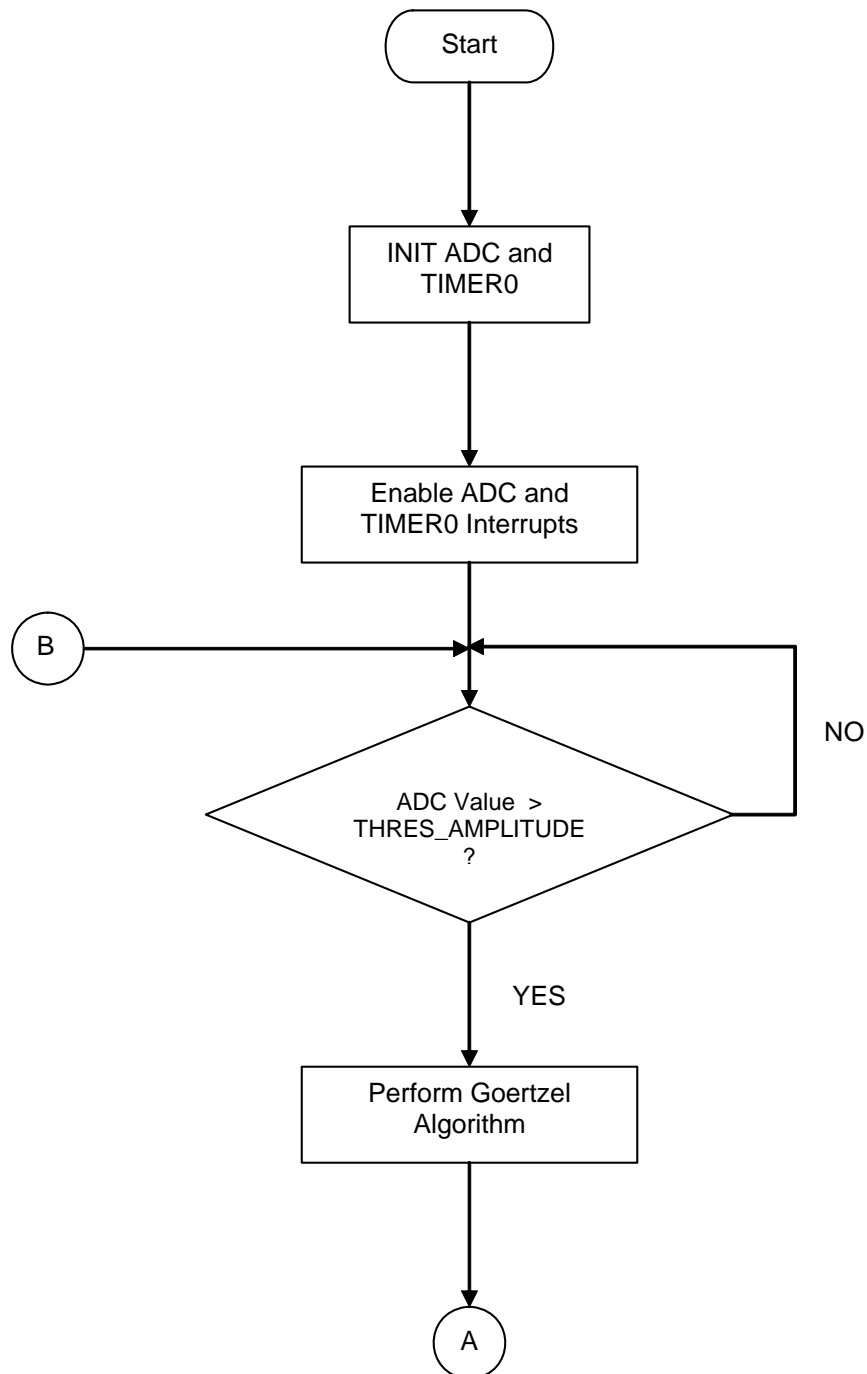 Start
INIT ADC and
TIMER0
Enable ADC and
TIMER0 Interrupts
B
NO
ADC Value >
THRES_AMPLITUDE
?
YES
Perform Goertzel
Algorithm
A